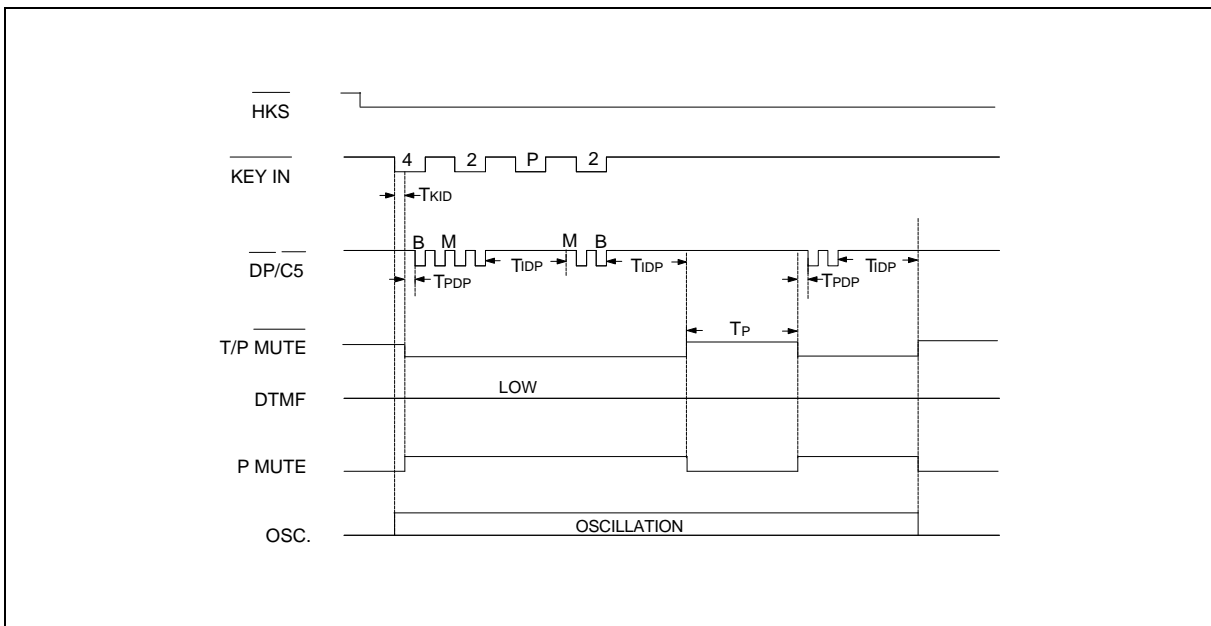 HKS
KEY IN
4 2 P 2
TKID
DP/C5
B M M B
TIDP TIDP TIDP
TPDP TPDP
TP
T/P MUTE
LOW
DTMF
P MUTE
OSCILLATION
OSC.